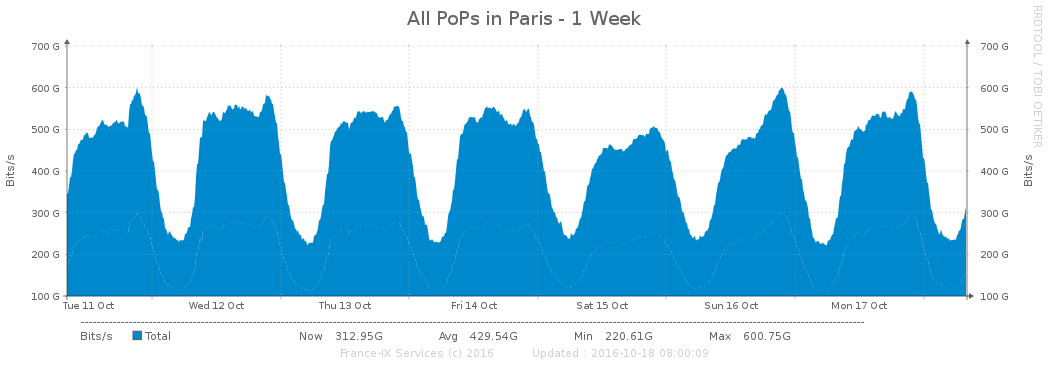 All PoPs in Paris - 1 Week
RRDTOOL / TOBI OETIKER
700 G 700 G
600 G 600 G
500 G 500 G
400 G 400 G
300 G 300 G
200 G 200 G
100 G 100 G
Bits/s
Bits/s
Tue 11 Oct Wed 12 Oct Thu 13 Oct Fri 14 Oct Sat 15 Oct Sun 16 Oct Mon 17 Oct
Bits/s Total Now 312.95G Avg 429.54G Min 220.61G Max 600.75G
France-IX Services (c) 2016 Updated : 2016-10-18 08:00:09